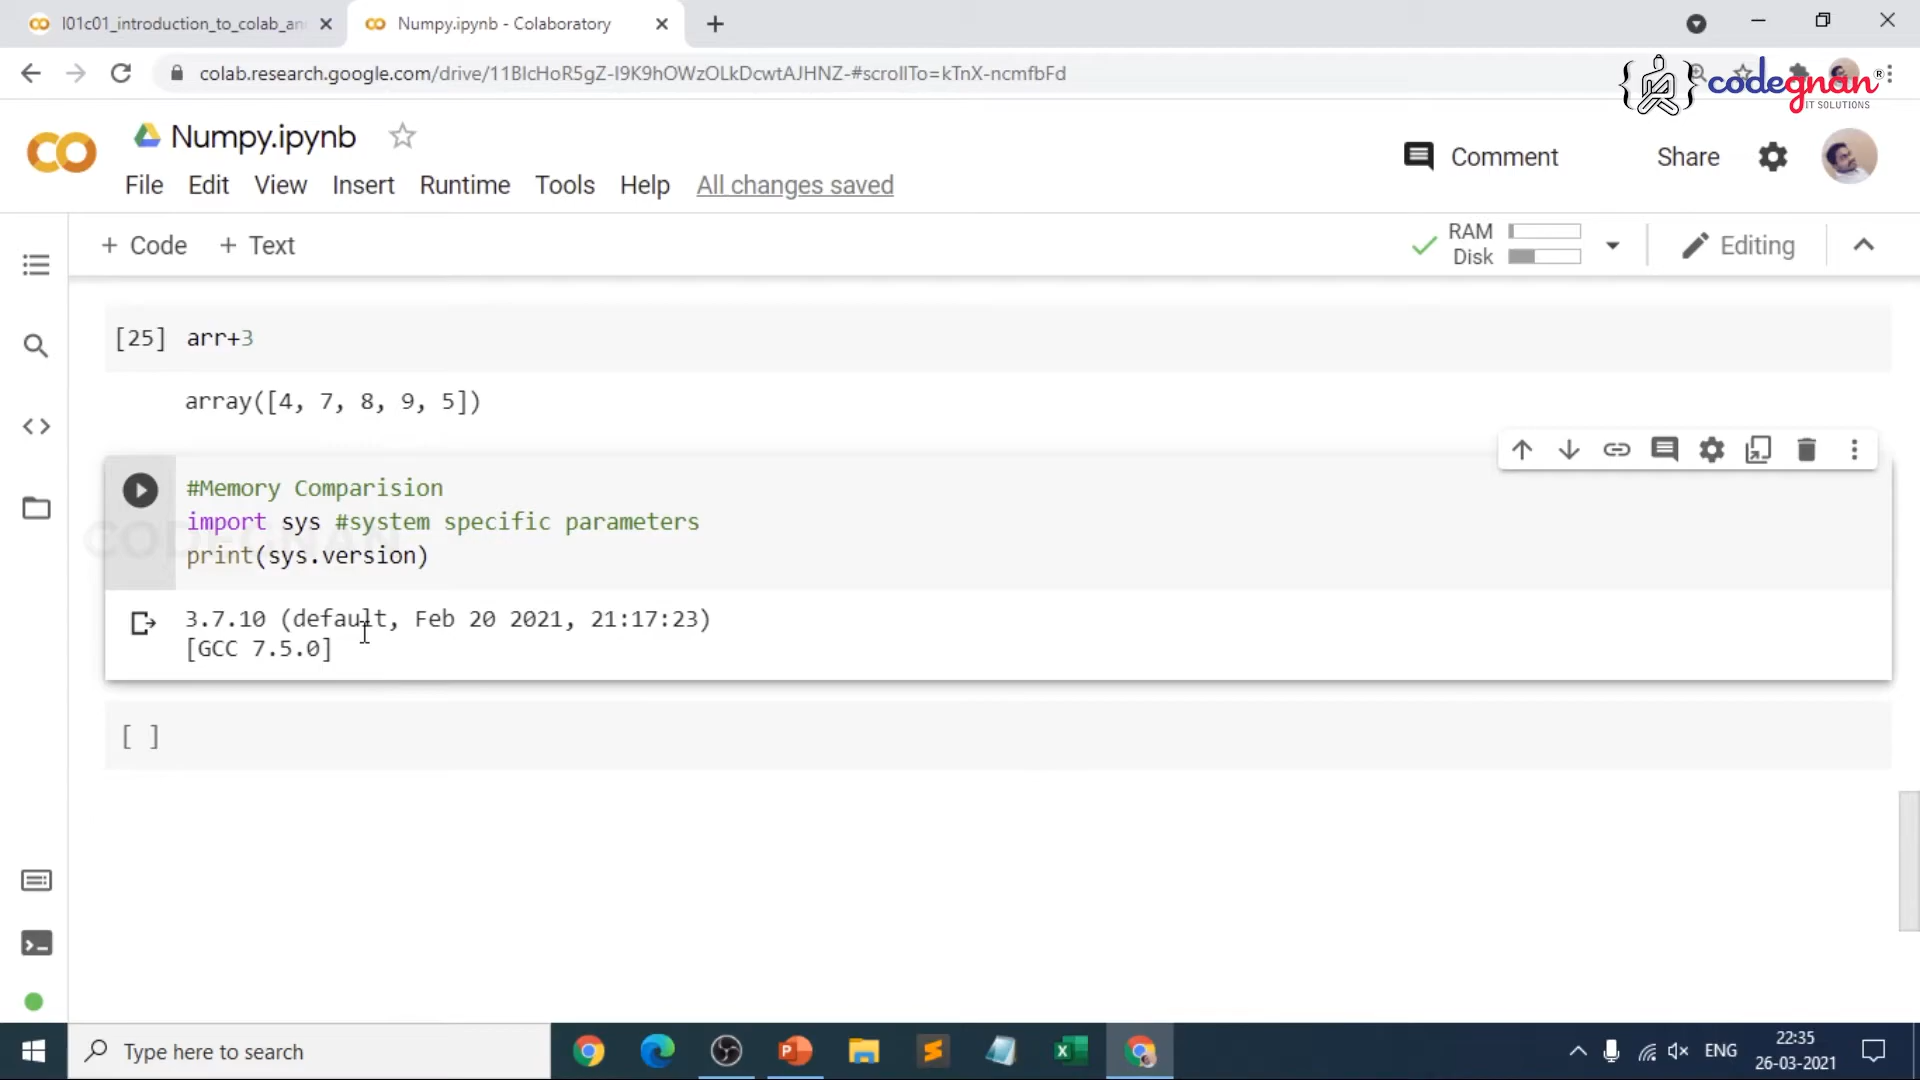 l01c01_introduction_to_colab_an
Numpy.ipynb - Colaboratory
colab.research.google.com/drive/11BlcHoR5gZ-I9K9hOWzOLkDcwtAJHNZ-#scrollTo=kTnX-ncmfbFd
codegnan®
IT SOLUTIONS
Numpy.ipynb
Comment
Share
File Edit View Insert Runtime Tools Help All changes saved
+ Code + Text
RAM
Disk
Editing
[25] arr+3
array([4, 7, 8, 9, 5])
#Memory Comparision
import sys #system specific parameters
CODEGNAN
print(sys.version)
3.7.10 (default, Feb 20 2021, 21:17:23)
[GCC 7.5.0]
[ ]
Type here to search
ENG
22:35
26-03-2021